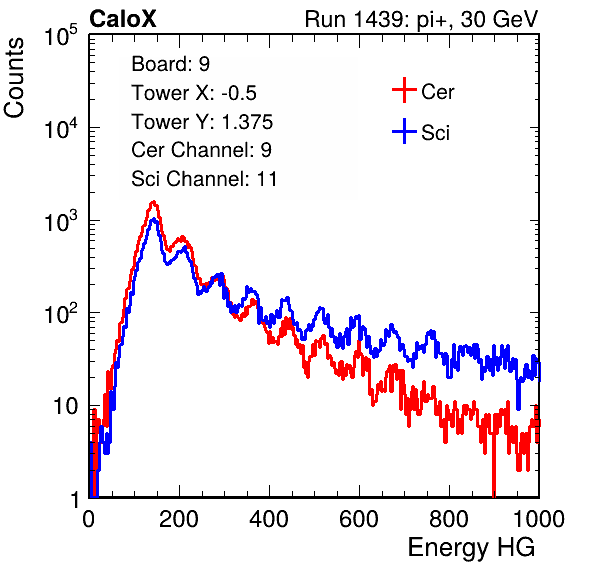 CaloX Run 1439: pi+, 30 GeV
Counts
Board: 9
Tower X: -0.5
Tower Y: 1.375
Cer Channel: 9
Sci Channel: 11
Cer
Sci
10^5
10^4
10^3
10^2
10
1
0 200 400 600 800 1000
Energy HG